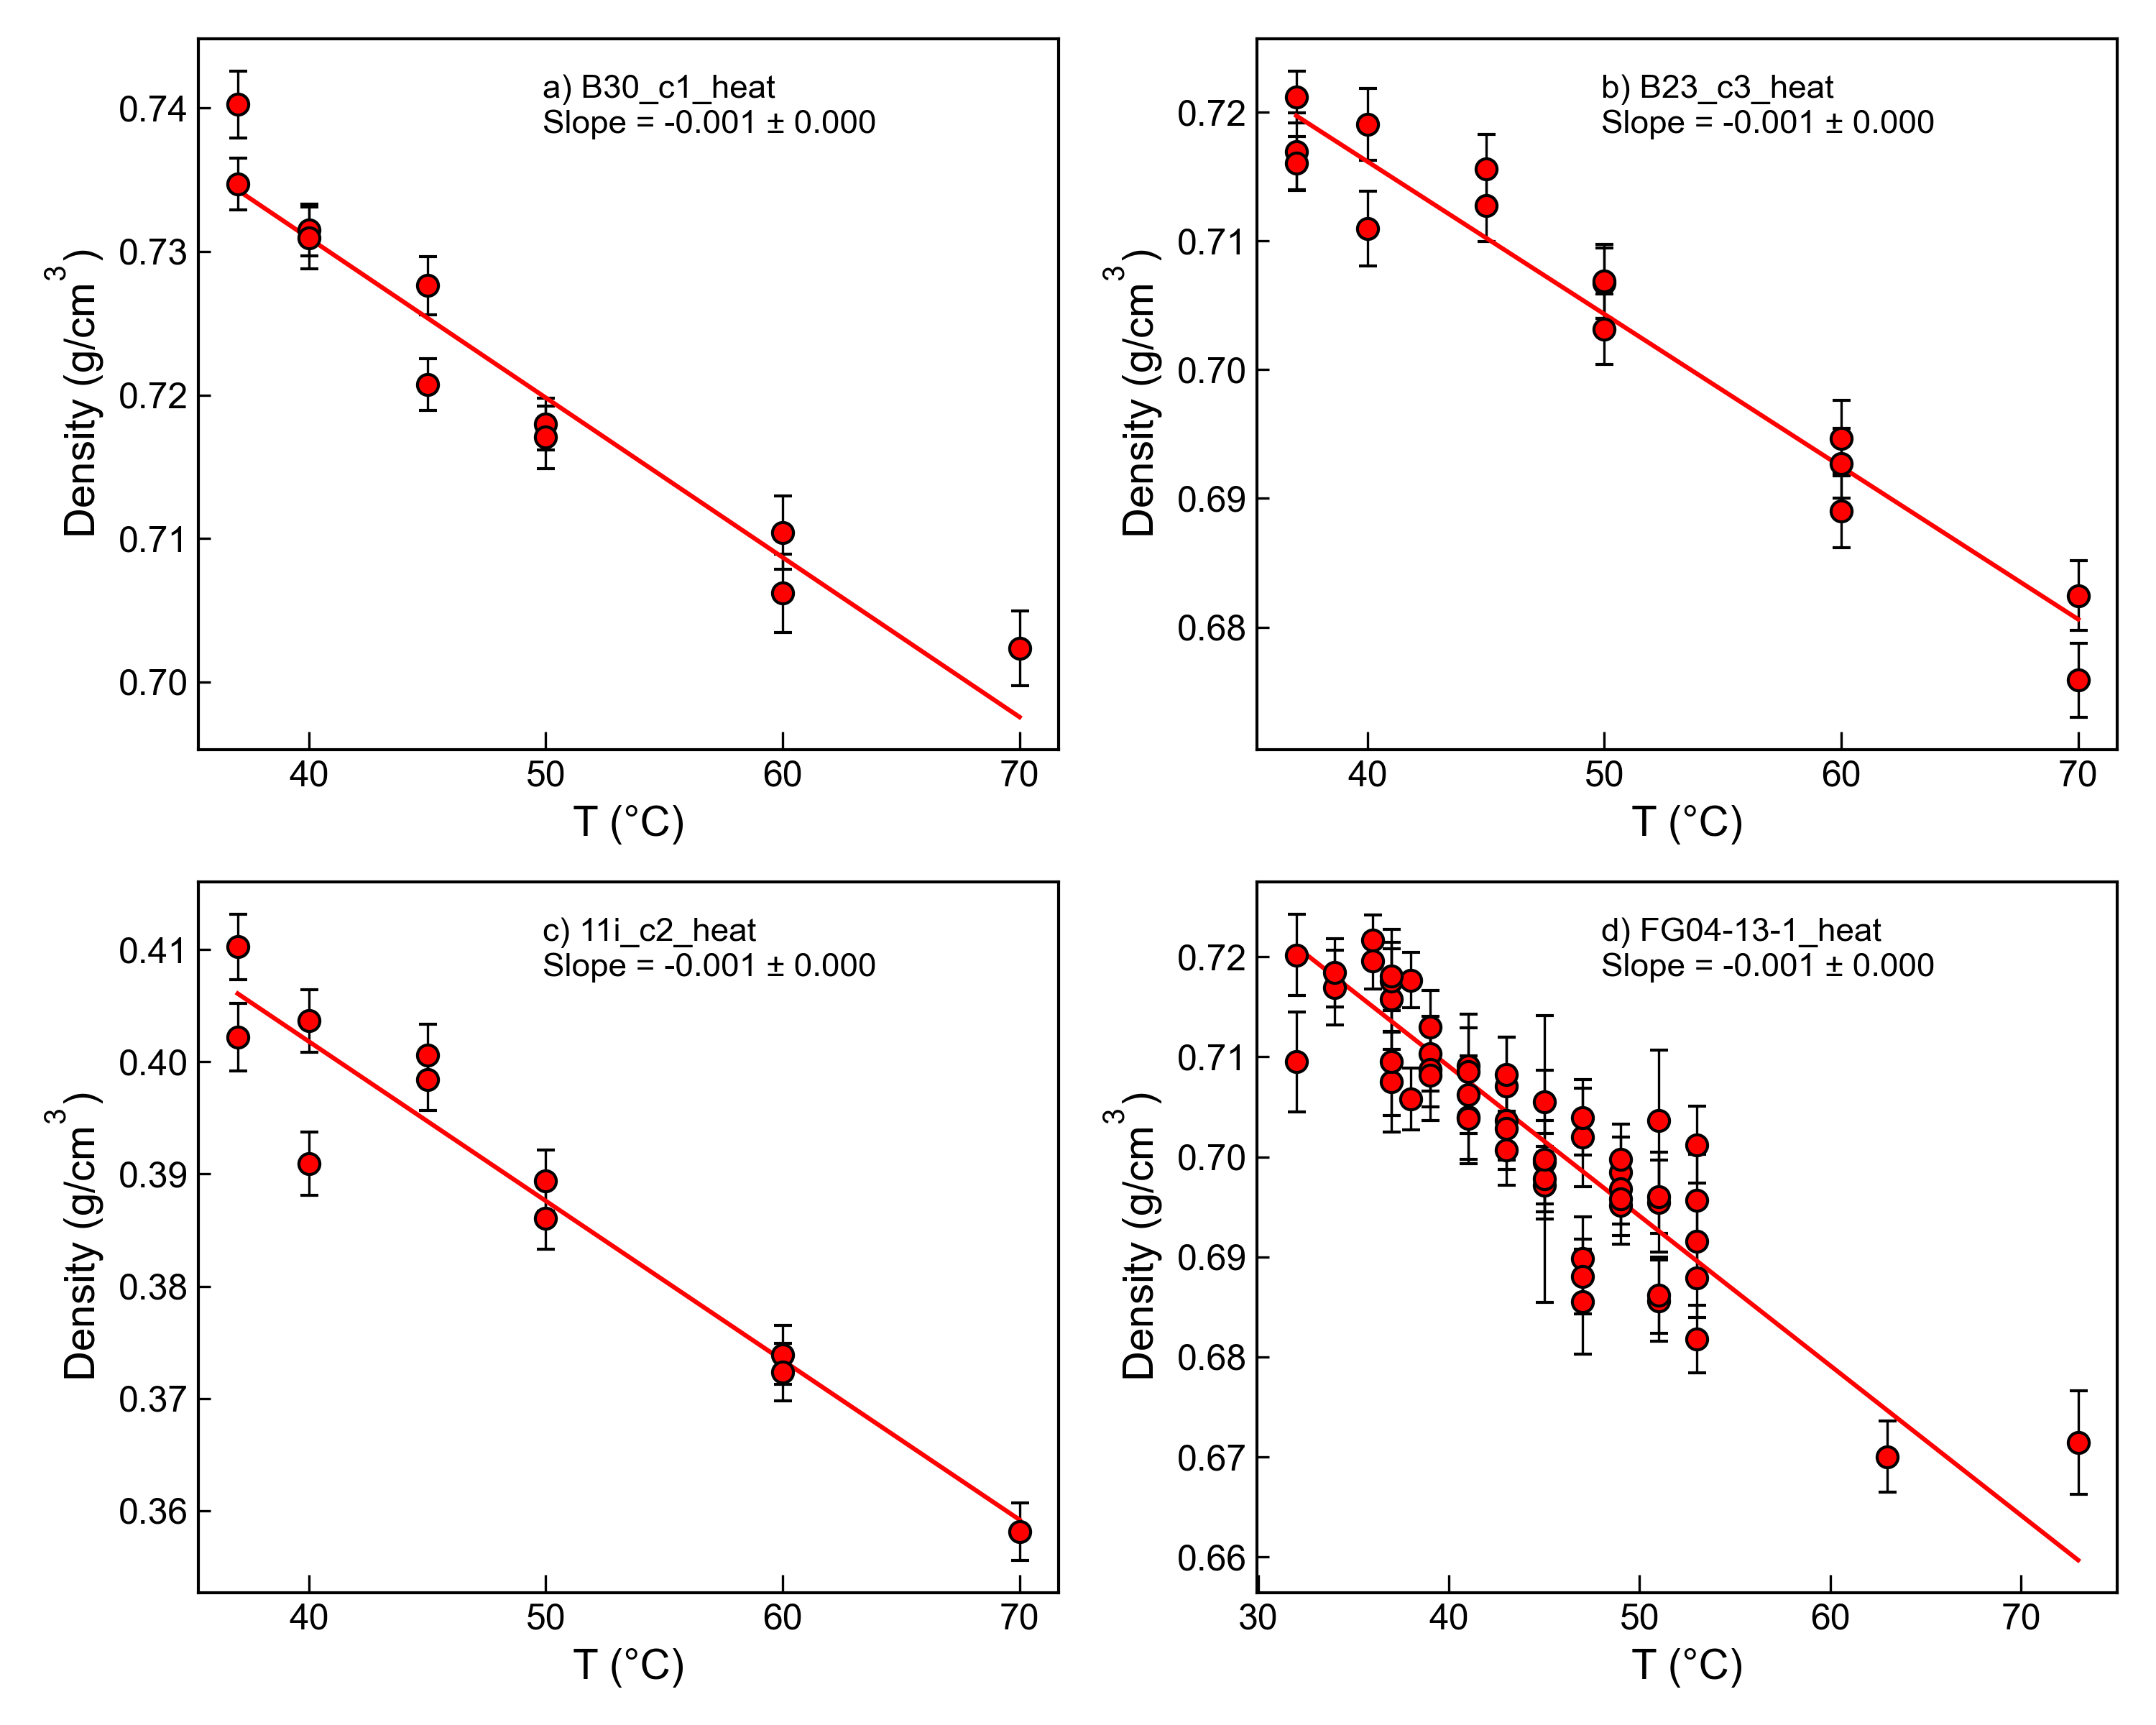 a) B30_c1_heat
Slope = -0.001 ± 0.000
0.74
0.73
0.72
0.71
0.70
Density (g/cm³)
40 50 60 70
T (°C)
b) B23_c3_heat
Slope = -0.001 ± 0.000
0.72
0.71
0.70
0.69
0.68
Density (g/cm³)
40 50 60 70
T (°C)
c) 11i_c2_heat
Slope = -0.001 ± 0.000
0.41
0.40
0.39
0.38
0.37
0.36
Density (g/cm³)
40 50 60 70
T (°C)
d) FG04-13-1_heat
Slope = -0.001 ± 0.000
0.72
0.71
0.70
0.69
0.68
0.67
0.66
Density (g/cm³)
30 40 50 60 70
T (°C)